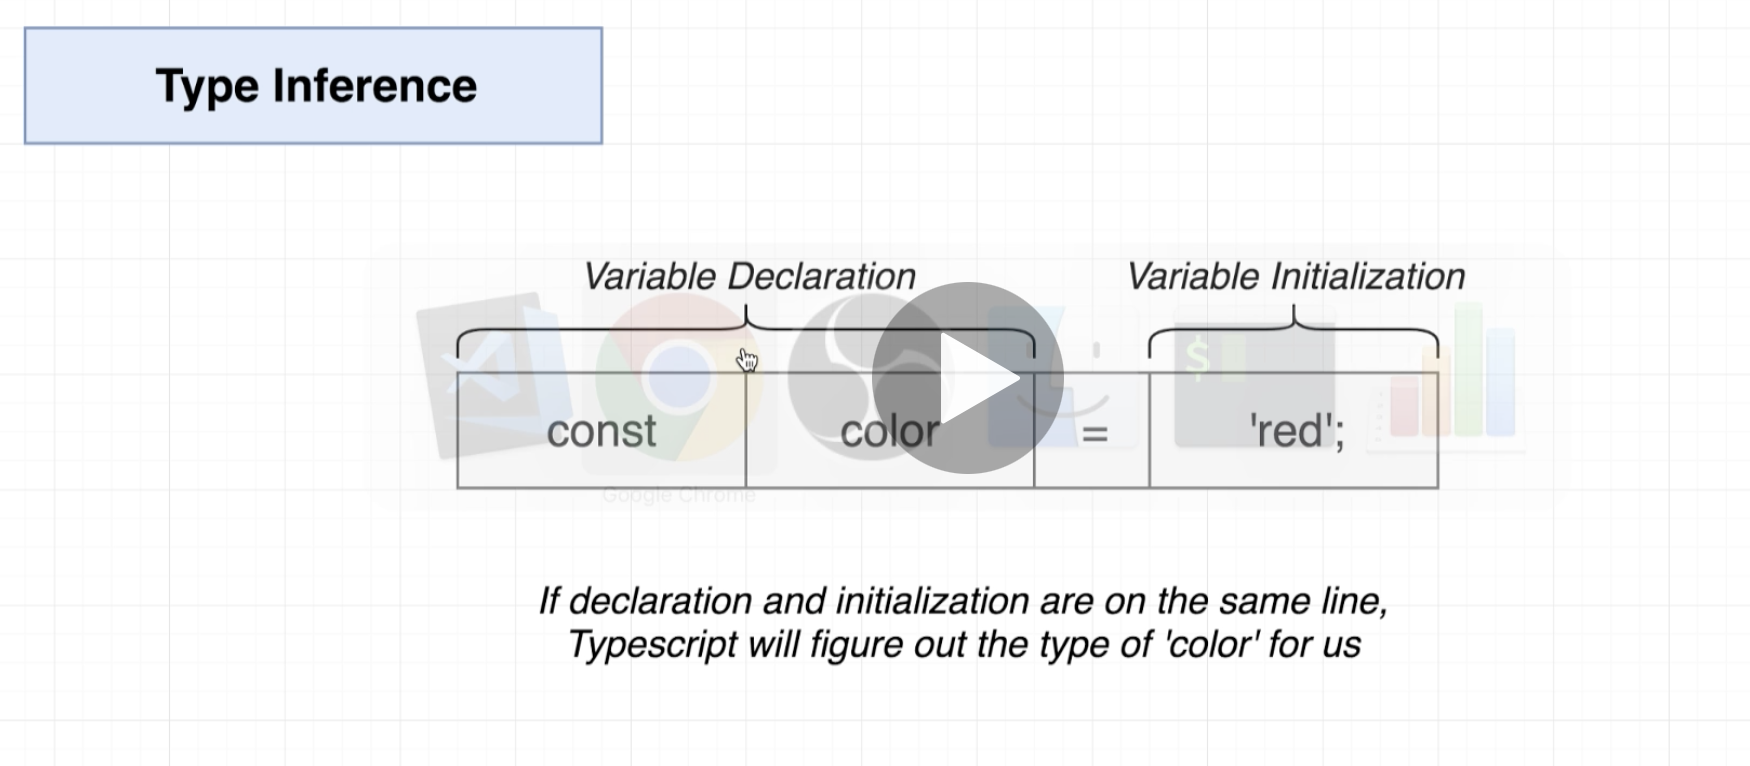 Type Inference
Variable Declaration
Variable Initialization
const color = 'red';
$
Google Chrome
If declaration and initialization are on the same line,
Typescript will figure out the type of 'color' for us